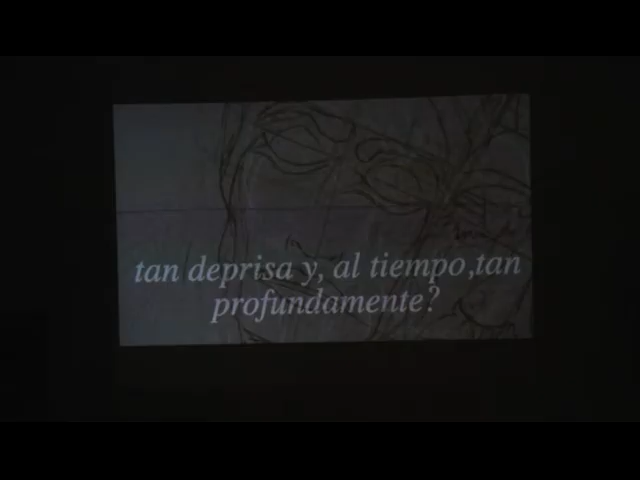 tan deprisa y, al tiempo,tan
profundamente?